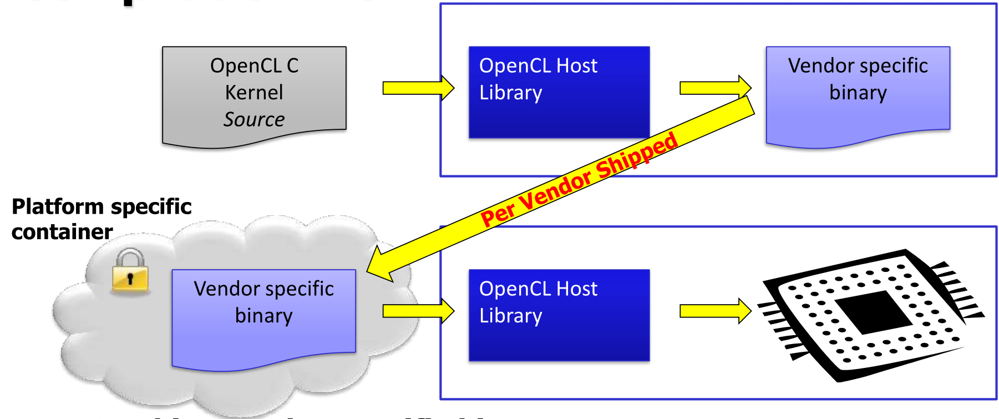 OpenCL C
Kernel
Source
OpenCL Host
Library
Vendor specific
binary
Per Vendor Shipped
Platform specific
container
Vendor specific
binary
OpenCL Host
Library